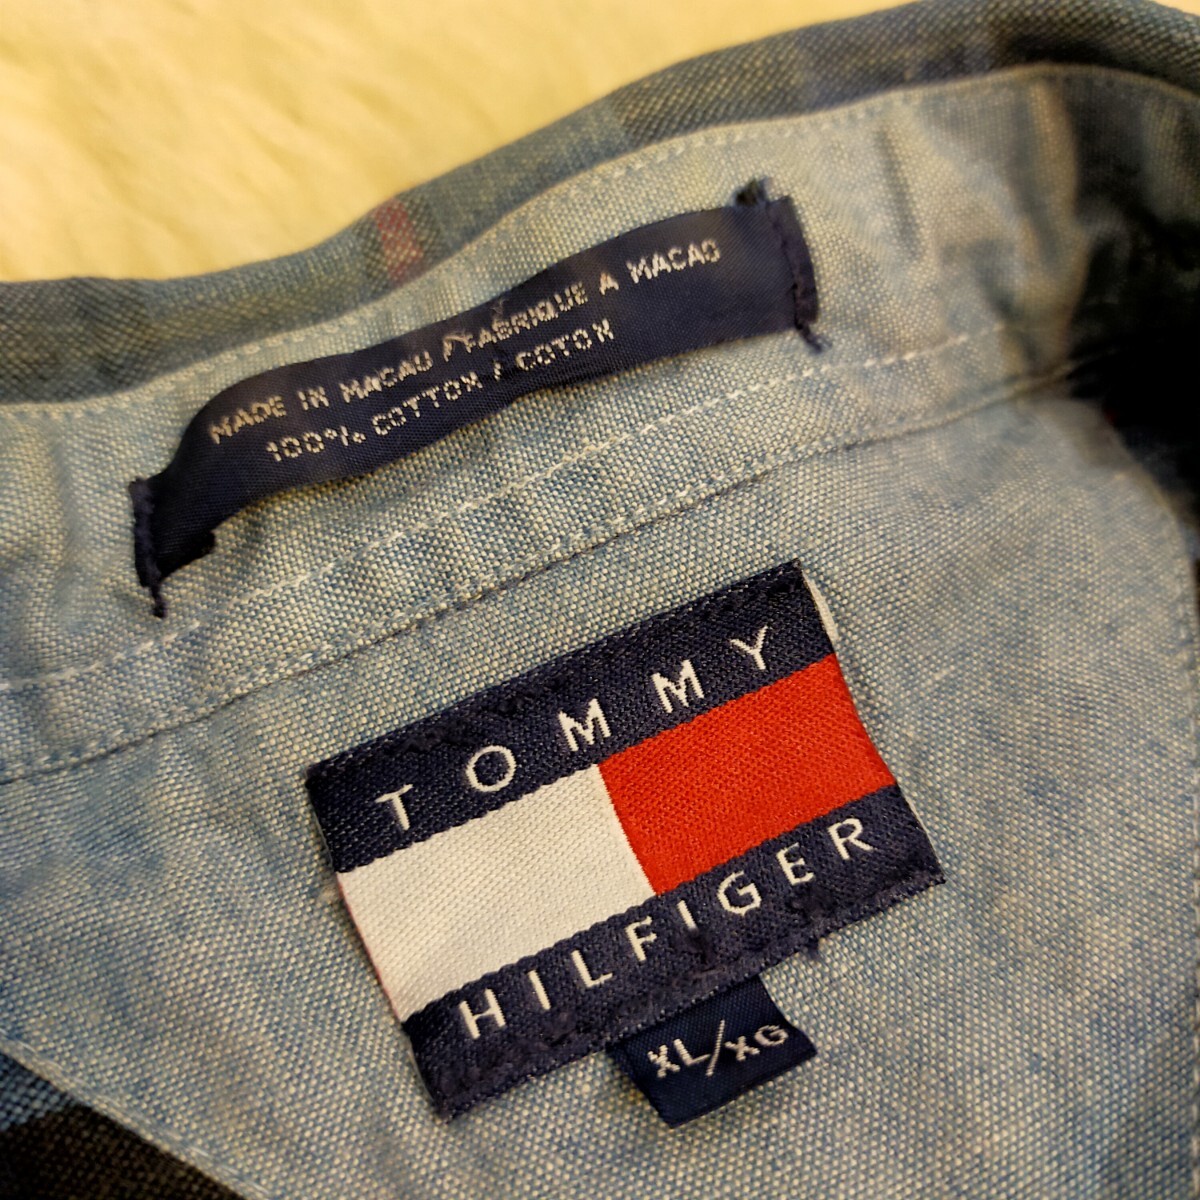 MADE IN MACAU / FABRIQUE A MACAO
100% COTTON / COTON
TOMMY
HILFIGER
XL/XG